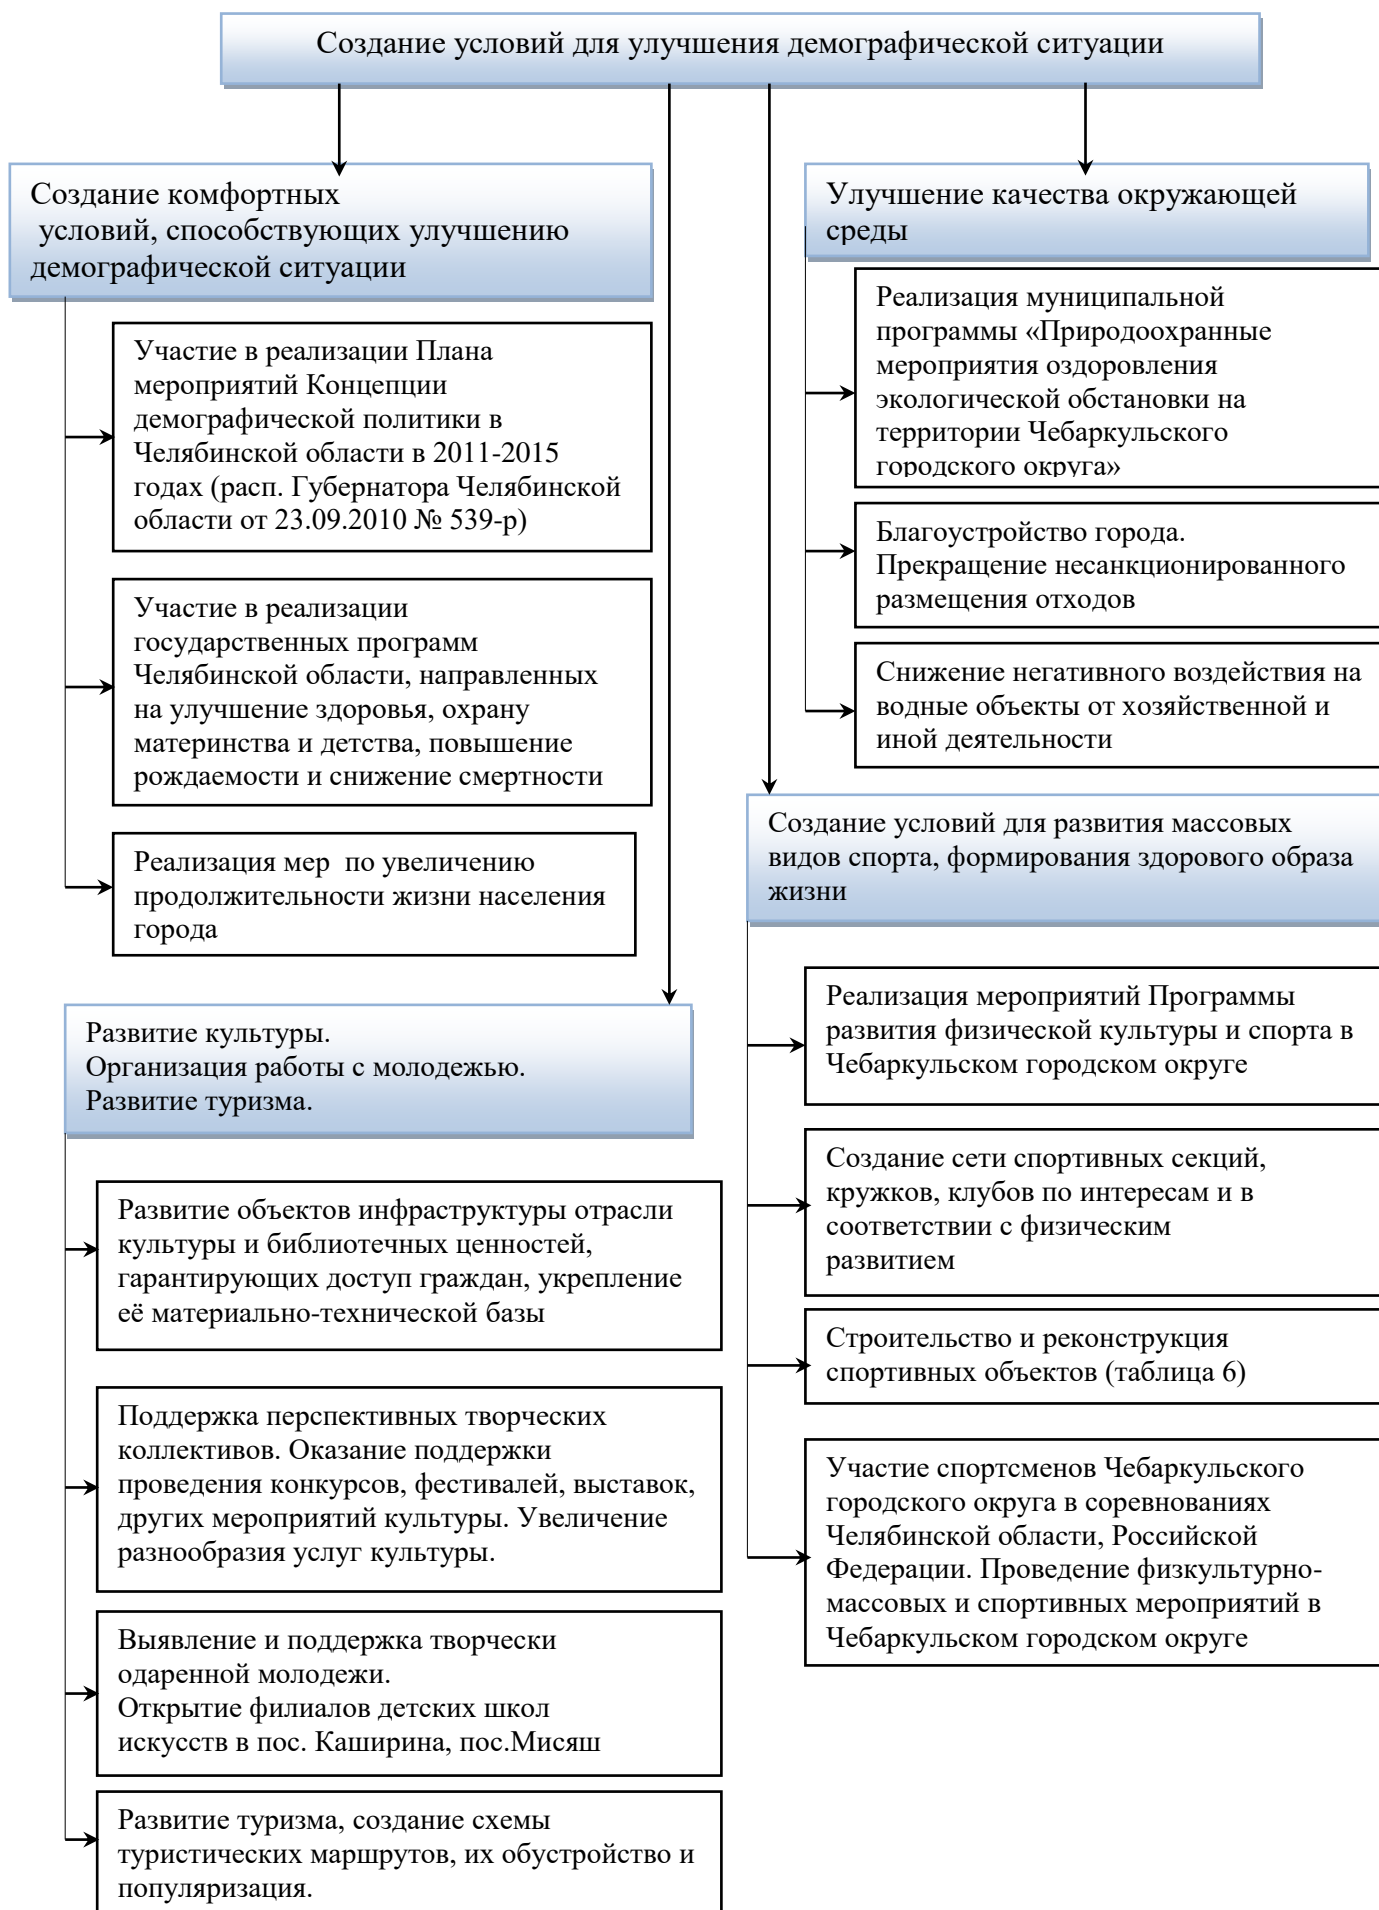 Создание условий для улучшения демографической ситуации
Создание комфортных
условий, способствующих улучшению
демографической ситуации
Участие в реализации Плана
мероприятий Концепции
демографической политики в
Челябинской области в 2011-2015
годах (расп. Губернатора Челябинской
области от 23.09.2010 № 539-р)
Участие в реализации
государственных программ
Челябинской области, направленных
на улучшение здоровья, охрану
материнства и детства, повышение
рождаемости и снижение смертности
Реализация мер по увеличению
продолжительности жизни населения
города
Улучшение качества окружающей
среды
Реализация муниципальной
программы «Природоохранные
мероприятия оздоровления
экологической обстановки на
территории Чебаркульского
городского округа»
Благоустройство города.
Прекращение несанкционированного
размещения отходов
Снижение негативного воздействия на
водные объекты от хозяйственной и
иной деятельности
Развитие культуры.
Организация работы с молодежью.
Развитие туризма.
Развитие объектов инфраструктуры отрасли
культуры и библиотечных ценностей,
гарантирующих доступ граждан, укрепление
её материально-технической базы
Поддержка перспективных творческих
коллективов. Оказание поддержки
проведения конкурсов, фестивалей, выставок,
других мероприятий культуры. Увеличение
разнообразия услуг культуры.
Выявление и поддержка творчески
одаренной молодежи.
Открытие филиалов детских школ
искусств в пос. Каширина, пос.Мисяш
Развитие туризма, создание схемы
туристических маршрутов, их обустройство и
популяризация.
Создание условий для развития массовых
видов спорта, формирования здорового образа
жизни
Реализация мероприятий Программы
развития физической культуры и спорта в
Чебаркульском городском округе
Создание сети спортивных секций,
кружков, клубов по интересам и в
соответствии с физическим
развитием
Строительство и реконструкция
спортивных объектов (таблица 6)
Участие спортсменов Чебаркульского
городского округа в соревнованиях
Челябинской области, Российской
Федерации. Проведение физкультурно-
массовых и спортивных мероприятий в
Чебаркульском городском округе